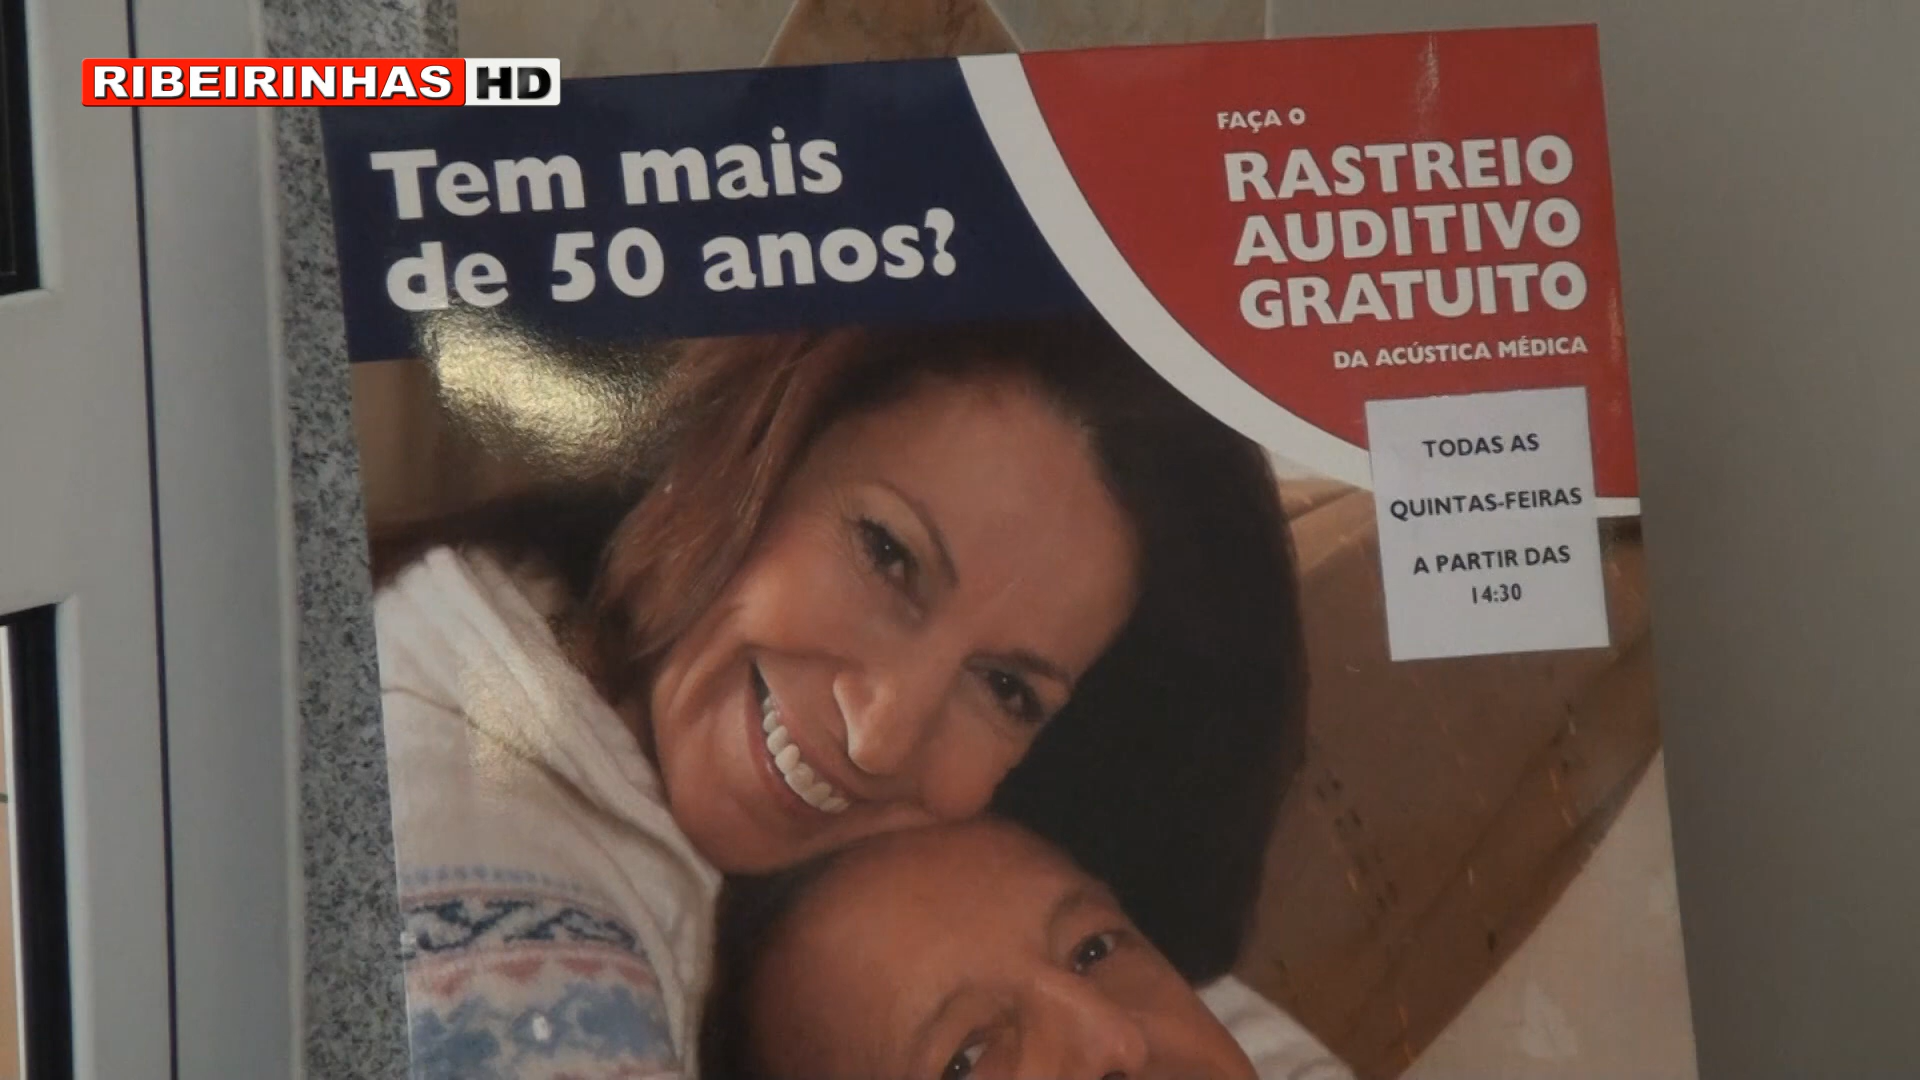 RIBEIRINHAS HD
Tem mais
de 50 anos?
FAÇA O
RASTREIO
AUDITIVO
GRATUITO
DA ACÚSTICA MÉDICA
TODAS AS
QUINTAS-FEIRAS
A PARTIR DAS
14:30